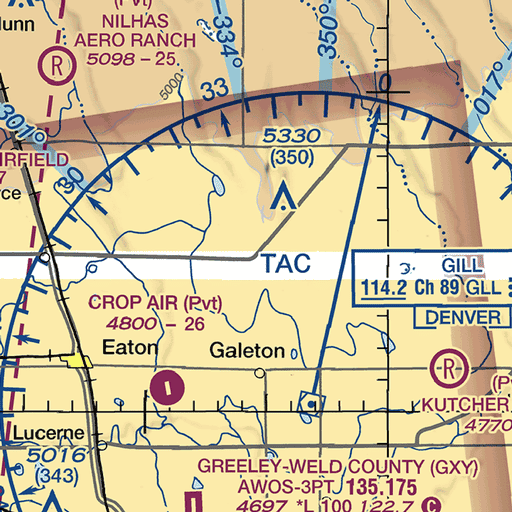 (Pvt)
NILHAS
AERO RANCH
5098 - 25
R
5000
334°
350°
33
0
017°
301°
5330
(350)
30
TAC
GILL
114.2 Ch 89 GLL
DENVER
CROP AIR (Pvt)
4800 - 26
Eaton
Galeton
R
KUTCHER
4770
Lucerne
5016
(343)
GREELEY-WELD COUNTY (GXY)
AWOS-3PT 135.175
4697 *L 100 122.7 C